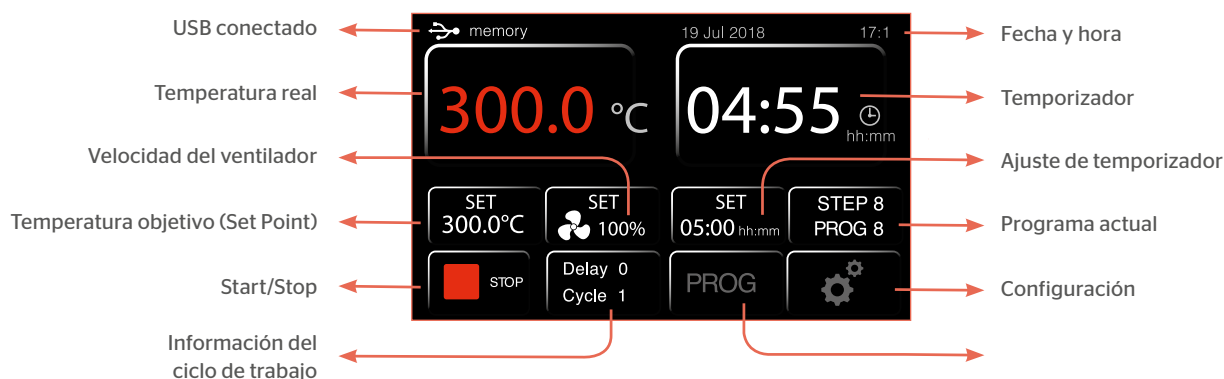 USB conectado
memory
19 Jul 2018
17:1
Fecha y hora
Temperatura real
300.0 °C
04:55
hh:mm
Temporizador
Velocidad del ventilador
Ajuste de temporizador
Temperatura objetivo (Set Point)
SET
300.0°C
SET
100%
SET
05:00 hh:mm
STEP 8
PROG 8
Programa actual
Start/Stop
STOP
Delay 0
Cycle 1
PROG
Configuración
Información del
ciclo de trabajo